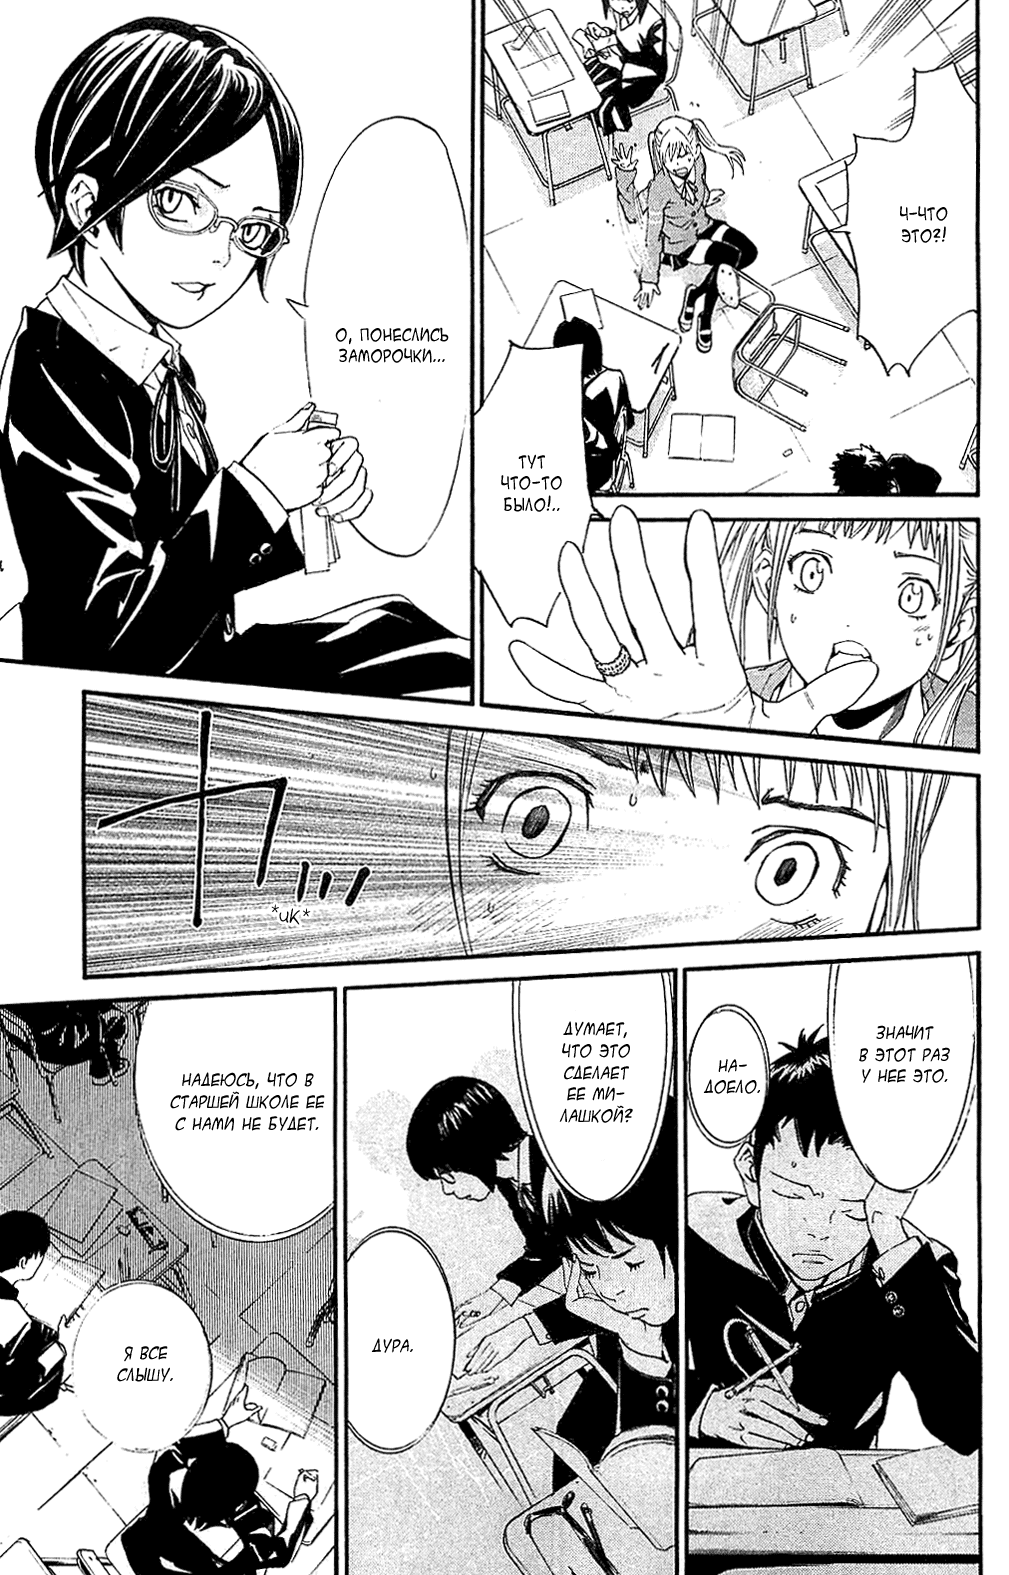 Ч-ЧТО
ЭТО?!
ТУТ
ЧТО-ТО
БЫЛО!..
О, ПОНЕСЛИСЬ
ЗАМОРОЧКИ...
*ЧК*
ЗНАЧИТ
В ЭТОТ РАЗ
У НЕЕ ЭТО.
НА-
ДОЕЛО.
ДУМАЕТ,
ЧТО ЭТО
СДЕЛАЕТ
ЕЕ МИ-
ЛАШКОЙ?
ДУРА.
НАДЕЮСЬ, ЧТО В
СТАРШЕЙ ШКОЛЕ ЕЕ
С НАМИ НЕ БУДЕТ.
Я ВСЕ
СЛЫШУ.